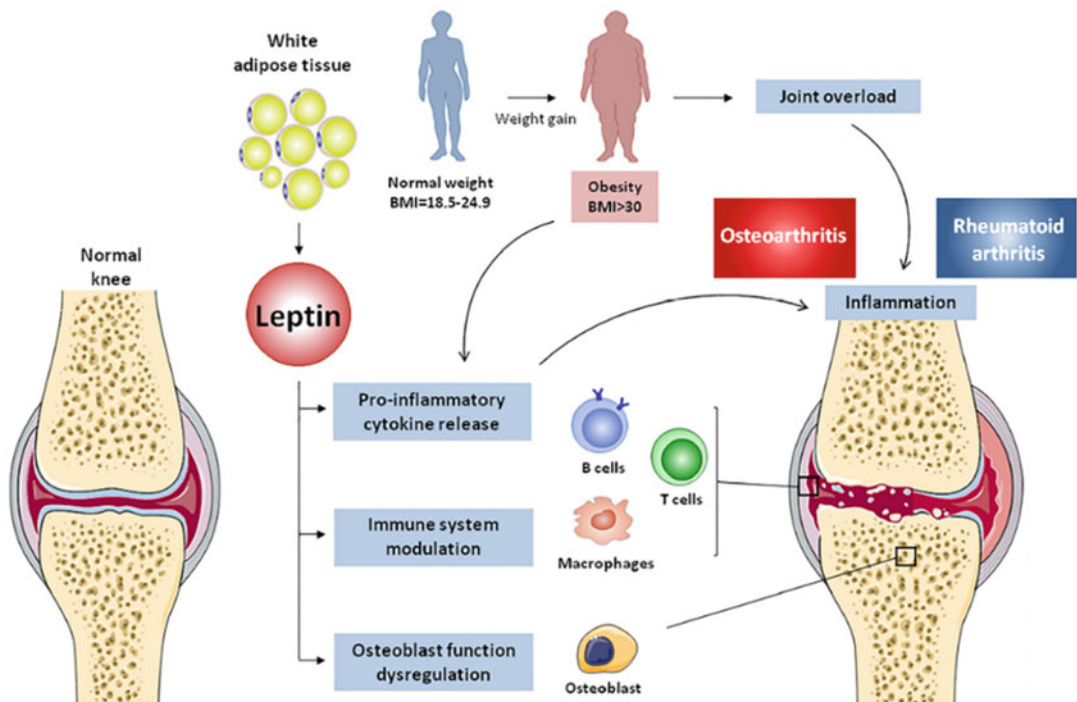 White
adipose tissue
Weight gain
Joint overload
Normal weight
BMI=18.5-24.9
Obesity
BMI>30
Osteoarthritis
Rheumatoid
arthritis
Normal
knee
Leptin
Inflammation
Pro-inflammatory
cytokine release
B cells
T cells
Immune system
modulation
Macrophages
Osteoblast function
dysregulation
Osteoblast